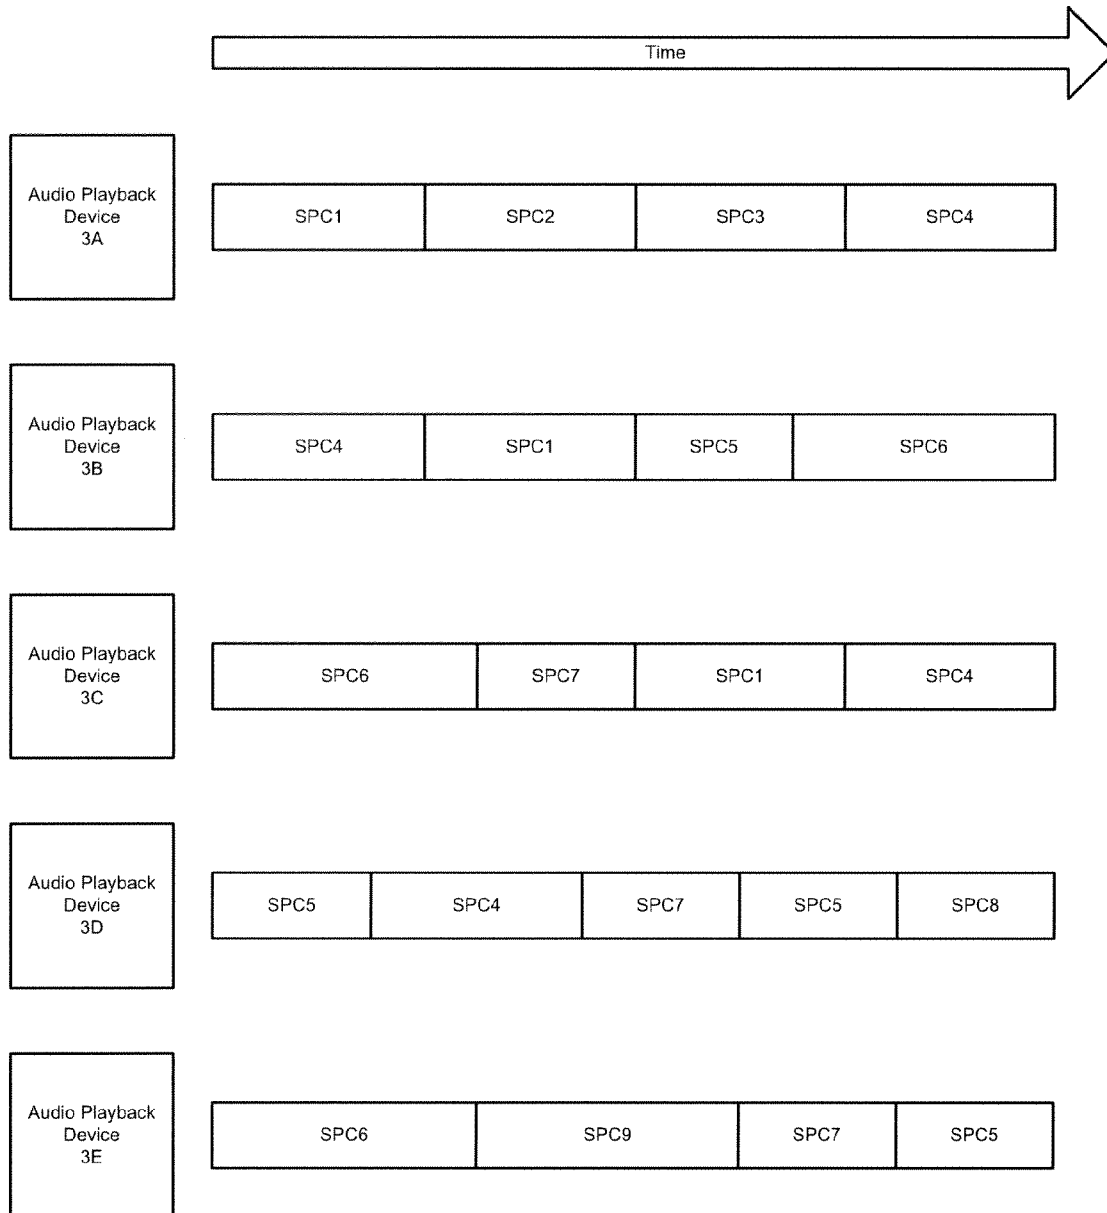 Time
Audio Playback
Device
3A
SPC1
SPC2
SPC3
SPC4
Audio Playback
Device
3B
SPC4
SPC1
SPC5
SPC6
Audio Playback
Device
3C
SPC6
SPC7
SPC1
SPC4
Audio Playback
Device
3D
SPC5
SPC4
SPC7
SPC5
SPC8
Audio Playback
Device
3E
SPC6
SPC9
SPC7
SPC5